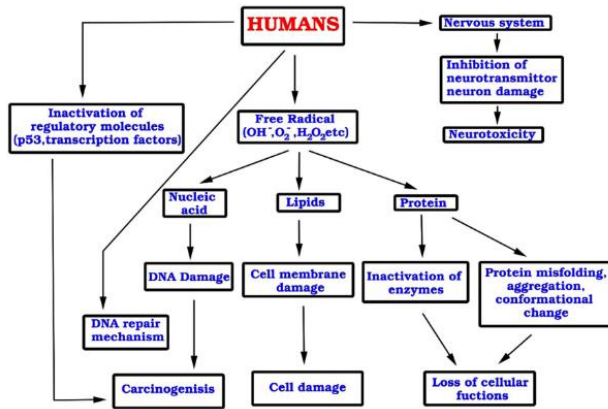 HUMANS
Nervous system
Inhibition of
neurotransmittor
neuron damage
Neurotoxicity
Inactivation of
regulatory molecules
(p53,transcription factors)
Free Radical
(OH⁻,O₂⁻,H₂O₂etc)
Nucleic
acid
Lipids
Protein
DNA Damage
Cell membrane
damage
Inactivation of
enzymes
Protein misfolding,
aggregation,
conformational
change
DNA repair
mechanism
Carcinogenisis
Cell damage
Loss of cellular
fuctions